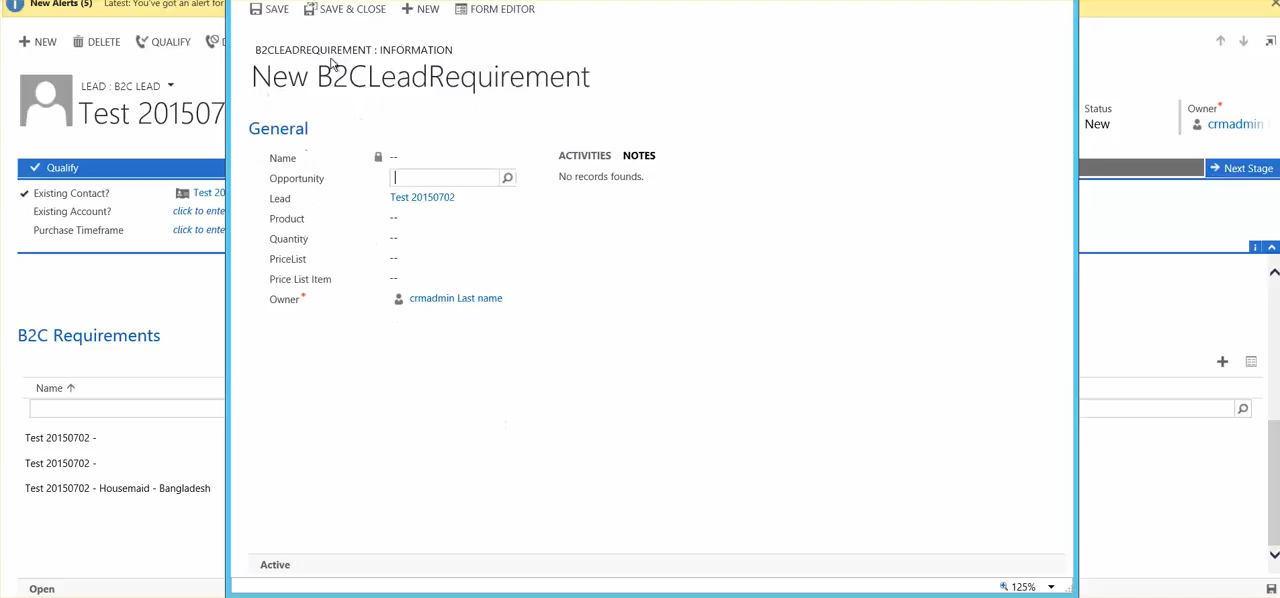 New Alerts (5) Latest: You've got an alert for
SAVE SAVE & CLOSE NEW FORM EDITOR
NEW DELETE QUALIFY D
B2CLEADREQUIREMENT : INFORMATION
New B2CLeadRequirement
LEAD : B2C LEAD
Test 201507
Status
New
Owner*
crmadmin
General
Qualify
Next Stage
Name --
Opportunity
Lead Test 20150702
Product --
Quantity --
PriceList --
Price List Item --
Owner* crmadmin Last name
ACTIVITIES NOTES
No records founds.
Existing Contact? Test 20
Existing Account? click to ente
Purchase Timeframe click to ente
B2C Requirements
Name
Test 20150702 -
Test 20150702 -
Test 20150702 - Housemaid - Bangladesh
Active
Open
125%